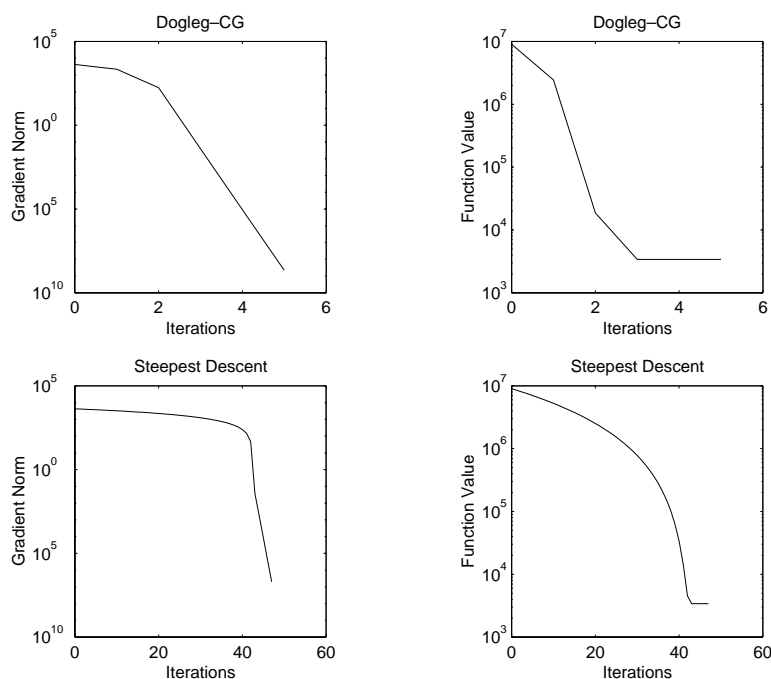 Dogleg–CG
10^5
10^0
10^5
10^10
Gradient Norm
0 2 4 6
Iterations
Dogleg–CG
10^7
10^6
10^5
10^4
10^3
Function Value
0 2 4 6
Iterations
Steepest Descent
10^5
10^0
10^5
10^10
Gradient Norm
0 20 40 60
Iterations
Steepest Descent
10^7
10^6
10^5
10^4
10^3
Function Value
0 20 40 60
Iterations